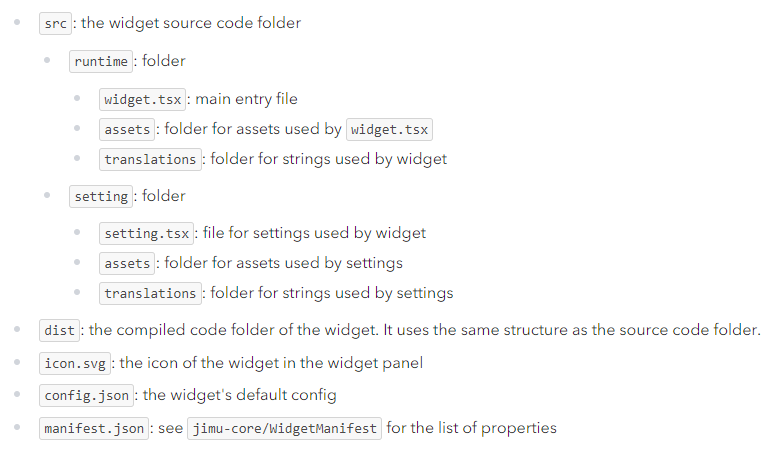 src: the widget source code folder
runtime: folder
widget.tsx: main entry file
assets: folder for assets used by widget.tsx
translations: folder for strings used by widget
setting: folder
setting.tsx: file for settings used by widget
assets: folder for assets used by settings
translations: folder for strings used by settings
dist: the compiled code folder of the widget. It uses the same structure as the source code folder.
icon.svg: the icon of the widget in the widget panel
config.json: the widget's default config
manifest.json: see jimu-core/WidgetManifest for the list of properties